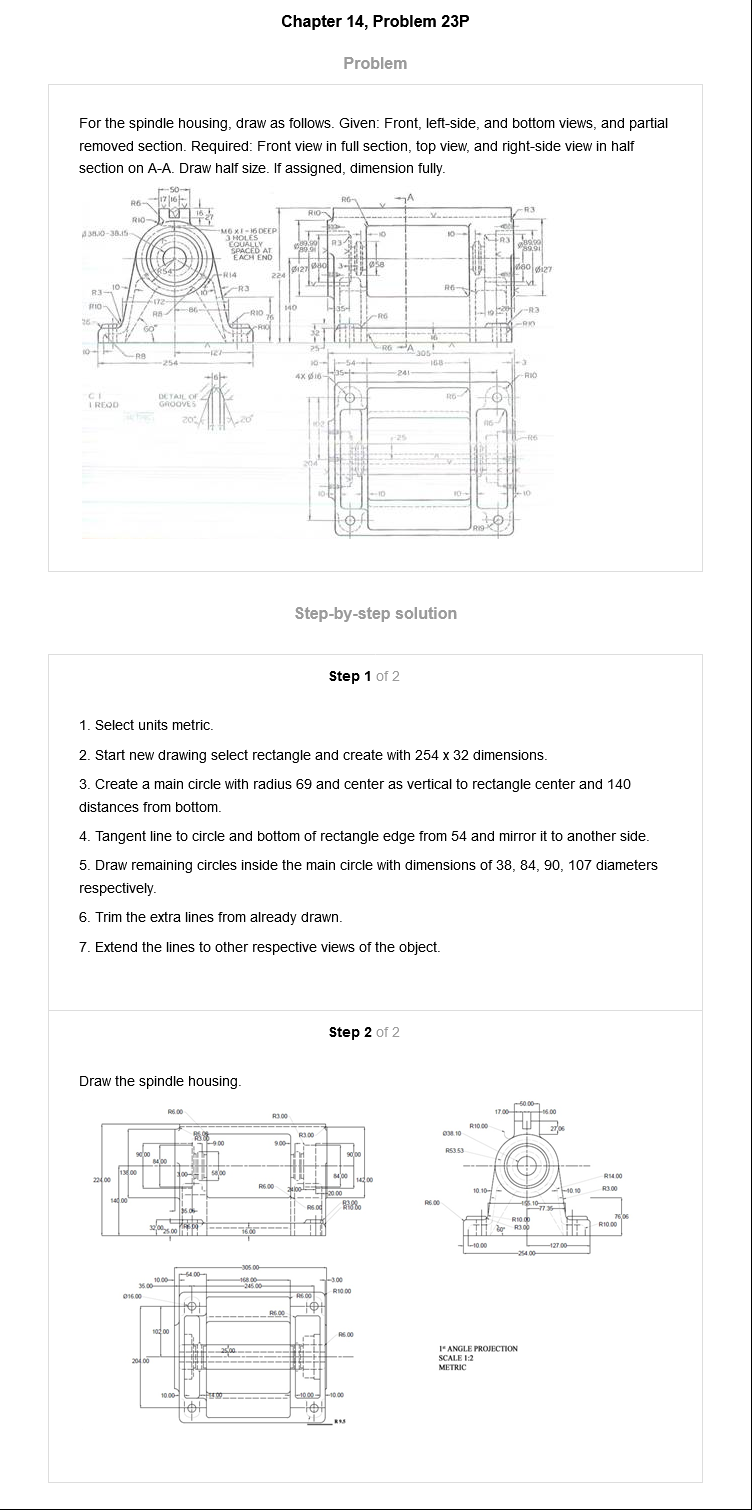 Chapter 14, Problem 23P
Problem
For the spindle housing, draw as follows. Given: Front, left-side, and bottom views, and partial
removed section. Required: Front view in full section, top view, and right-side view in half
section on A-A. Draw half size. If assigned, dimension fully.
50
17 16
R6
R10
16
27
M6 X 1 - 16 DEEP
3 HOLES
EQUALLY
SPACED AT
EACH END
R54
R14
R3
10
10
R3
R10
172
R8
86
R10
76
R10
60°
10
R8
127
254
C I
1 REQD
DETAIL OF
GROOVES
6
20°
20°
R6
A
R10
R3
10
10
R3
R3
Ø127
Ø80
3
Ø58
Ø80
Ø127
224
R6
140
35
R6
19
20
R3
R10
32
25
R6
A
16
305
10
54
168
3
4X Ø16
35
241
R10
R6
R6
102
25
R6
204
10
10
10
10
R19
Step-by-step solution
Step 1 of 2
1. Select units metric.
2. Start new drawing select rectangle and create with 254 x 32 dimensions.
3. Create a main circle with radius 69 and center as vertical to rectangle center and 140
distances from bottom.
4. Tangent line to circle and bottom of rectangle edge from 54 and mirror it to another side.
5. Draw remaining circles inside the main circle with dimensions of 38, 84, 90, 107 diameters
respectively.
6. Trim the extra lines from already drawn.
7. Extend the lines to other respective views of the object.
Step 2 of 2
Draw the spindle housing.
R6.00
R3.00
R3.00
9.00
9.00
R3.00
90.00
84.00
90.00
224.00
3.00
58.00
84.00
142.00
R6.00
20.00
140.00
R6.00
R3.00
R10.00
32.00
25.00
R6.00
16.00
50.00
17.00
16.00
R10.00
Ø38.10
27.06
R53.53
R14.00
10.10
10.10
R3.00
R6.00
77.35
R10.00
R3.00
60°
76.06
R10.00
10.00
127.00
254.00
305.00
54.00
10.00
168.00
3.00
35.00
245.00
R10.00
Ø16.00
R6.00
R6.00
102.00
R6.00
25.00
204.00
10.00
14.00
10.00
10.00
R 9.5
1st ANGLE PROJECTION
SCALE 1:2
METRIC